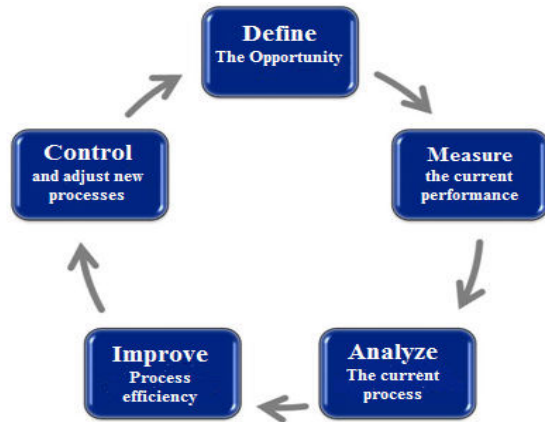 Define
The Opportunity
Measure
the current
performance
Analyze
The current
process
Improve
Process
efficiency
Control
and adjust new
processes